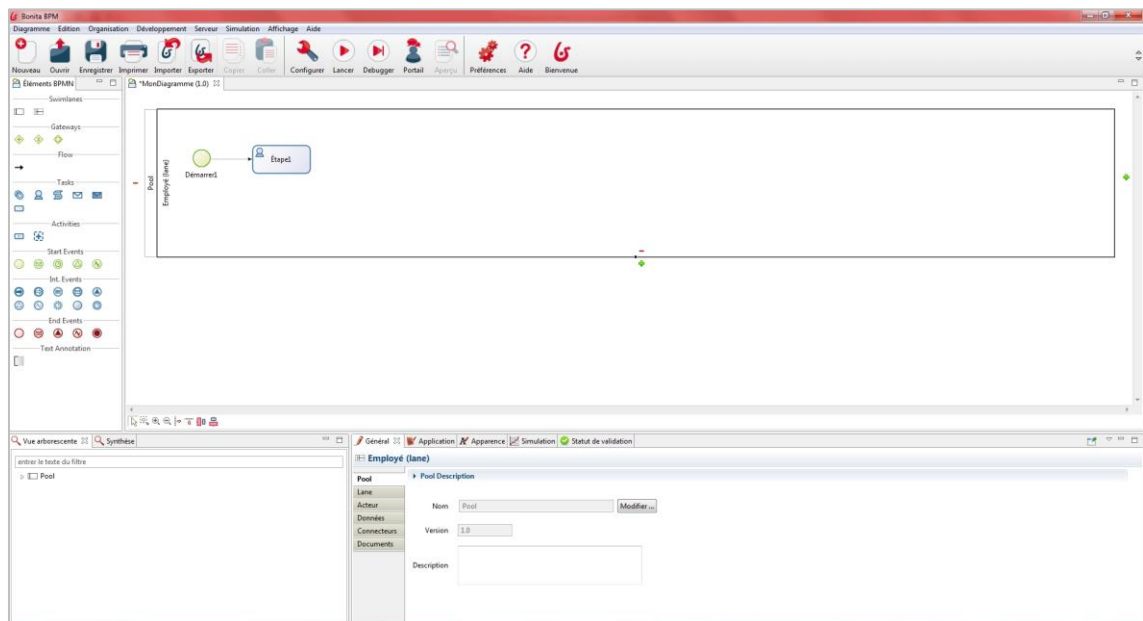 Bonita BPM
Diagramme Edition Organisation Développement Serveur Simulation Affichage Aide
Nouveau Ouvrir Enregistrer Imprimer Importer Exporter Copier Coller Configurer Lancer Debugger Portail Aperçu Préférences Aide Bienvenue
Éléments BPMN
*MonDiagramme (1.0)
Swimlanes
Gateways
Flow
Tasks
Activities
Start Events
Int. Events
End Events
Text Annotation
Pool
Employé (lane)
Démarrer1
Étape1
Vue arborescente Synthèse
entrer le texte du filtre
Pool
Général Application Apparence Simulation Statut de validation
Employé (lane)
Pool
Lane
Acteur
Données
Connecteurs
Documents
Pool Description
Nom Pool Modifier ...
Version 1.0
Description